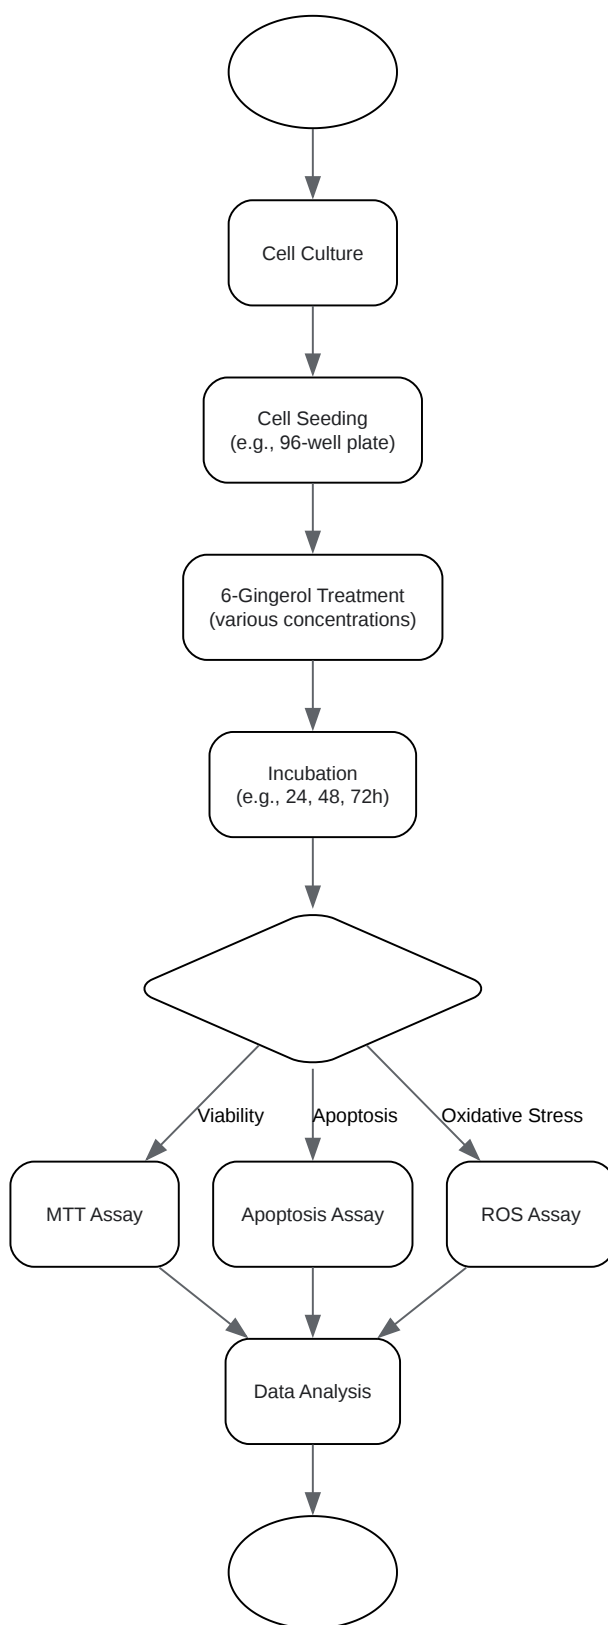 Cell Culture
Cell Seeding
(e.g., 96-well plate)
6-Gingerol Treatment
(various concentrations)
Incubation
(e.g., 24, 48, 72h)
Viability
Apoptosis
Oxidative Stress
MTT Assay
Apoptosis Assay
ROS Assay
Data Analysis